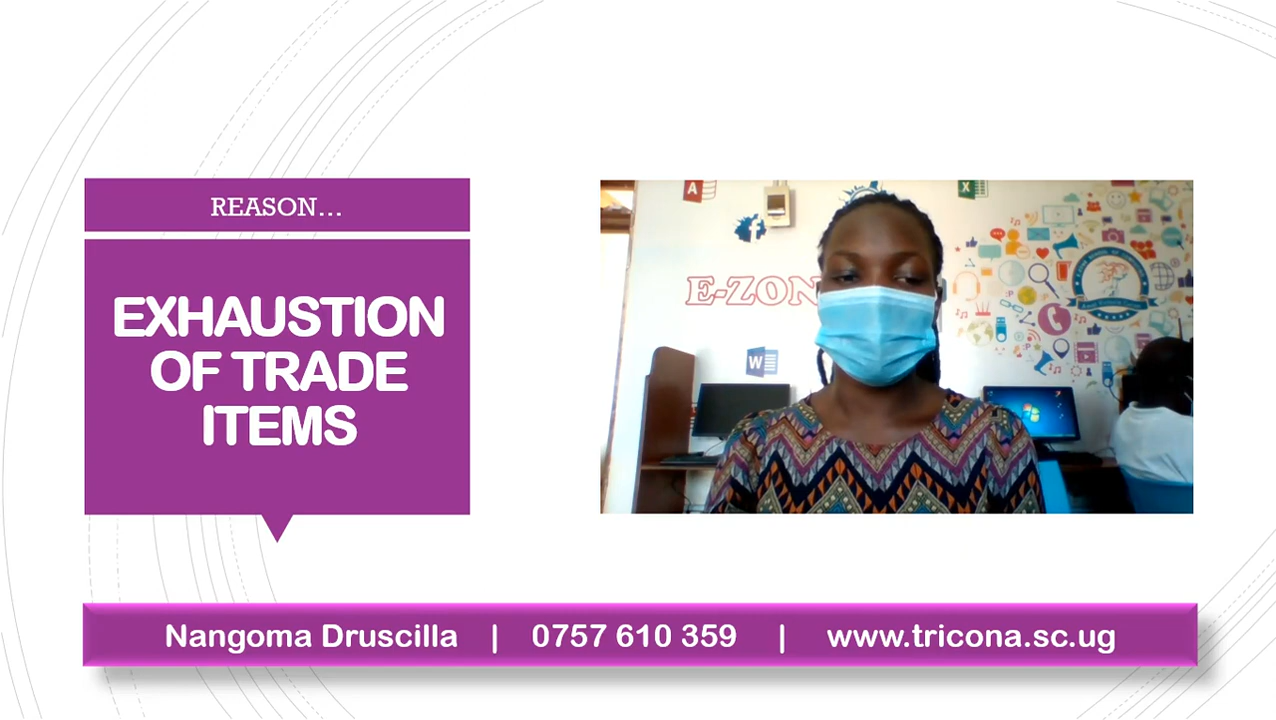 REASON...
EXHAUSTION
OF TRADE
ITEMS
E-ZON
Nangoma Druscilla | 0757 610 359 | www.tricona.sc.ug